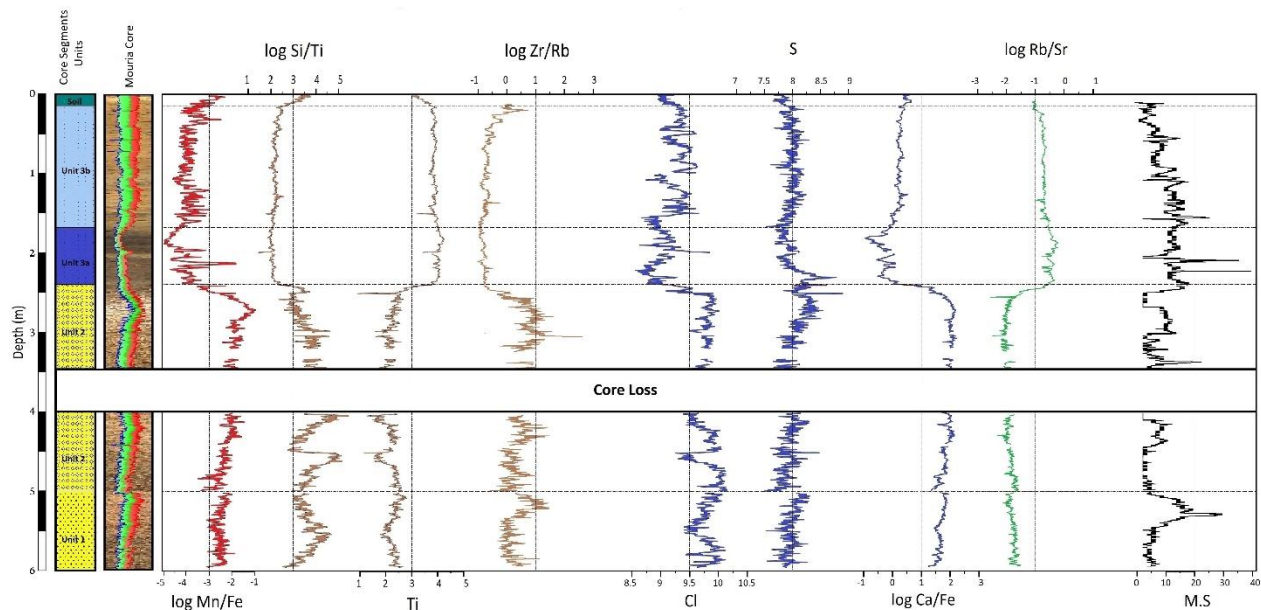 Core Segments
Units
Mouria Core
log Si/Ti
log Zr/Rb
S
log Rb/Sr
1 2 3 4 5
-1 0 1 2 3
7 7.5 8 8.5 9
-3 -2 -1 0 1
Depth (m)
0
1
2
3
4
5
6
Soil
Unit 3b
Unit 3a
Unit 2
Core Loss
Unit 2
Unit 1
-5 -4 -3 -2 -1
1 2 3 4 5
8.5 9 9.5 10 10.5
-1 0 1 2 3
0 10 20 30 40
log Mn/Fe
Ti
Cl
log Ca/Fe
M.S